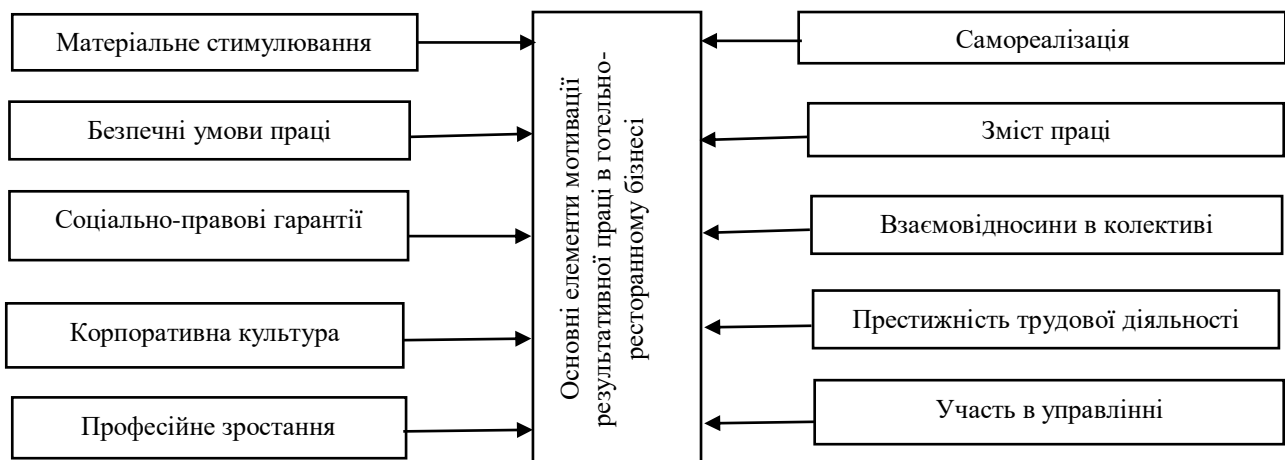 Матеріальне стимулювання
Безпечні умови праці
Соціально-правові гарантії
Корпоративна культура
Професійне зростання
Основні елементи мотивації
результативної праці в готельно-
ресторанному бізнесі
Самореалізація
Зміст праці
Взаємовідносини в колективі
Престижність трудової діяльності
Участь в управлінні